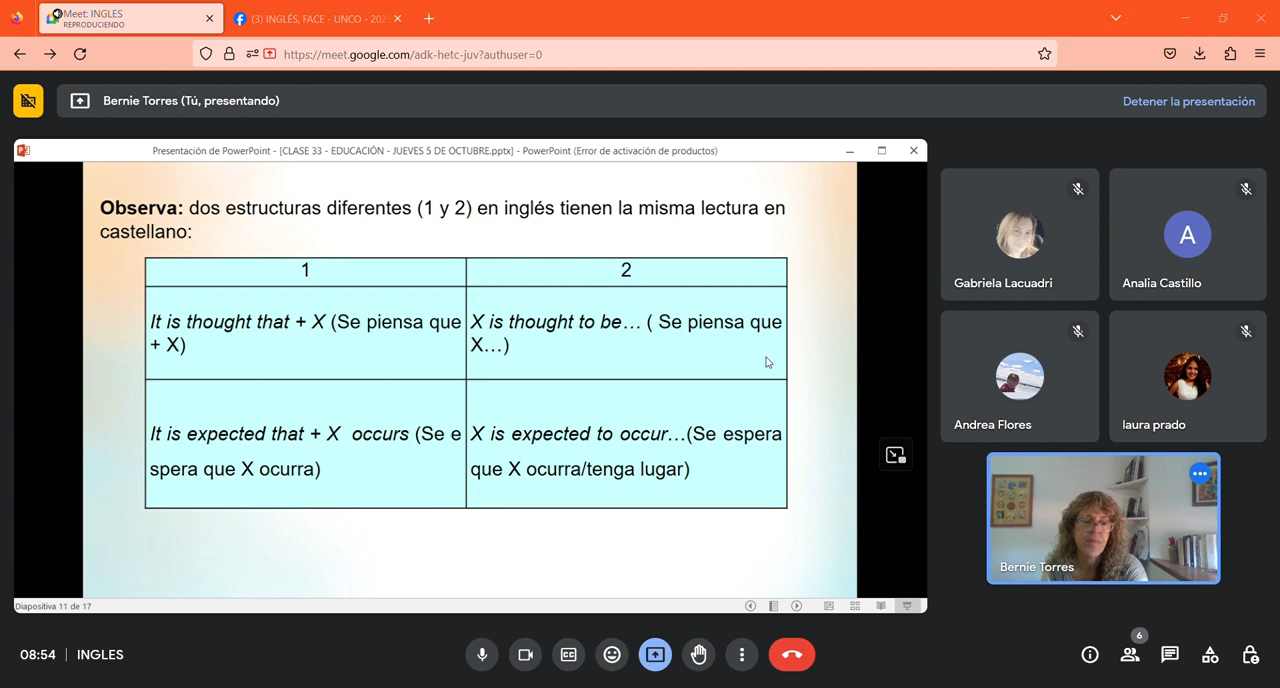 Meet: INGLES
REPRODUCIENDO
(3) INGLÉS, FACE - UNCO - 202
https://meet.google.com/adk-hetc-juv?authuser=0
Bernie Torres (Tú, presentando)
Detener la presentación
Presentación de PowerPoint - [CLASE 33 - EDUCACIÓN - JUEVES 5 DE OCTUBRE.pptx] - PowerPoint (Error de activación de productos)
Observa: dos estructuras diferentes (1 y 2) en inglés tienen la misma lectura en
castellano:
1
2
It is thought that + X (Se piensa que
+ X)
X is thought to be… ( Se piensa que
X…)
It is expected that + X occurs (Se e
spera que X ocurra)
X is expected to occur…(Se espera
que X ocurra/tenga lugar)
Diapositiva 11 de 17
Gabriela Lacuadri
A
Analia Castillo
Andrea Flores
laura prado
Bernie Torres
08:54 | INGLES
6